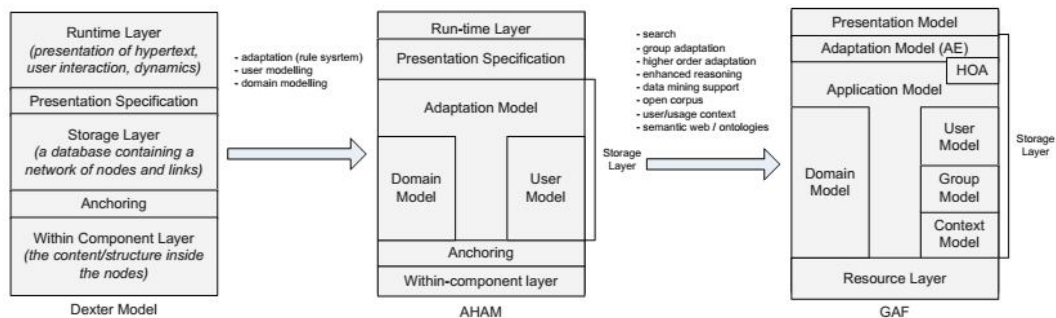 Runtime Layer
(presentation of hypertext,
user interaction, dynamics)
Presentation Specification
Storage Layer
(a database containing a
network of nodes and links)
Anchoring
Within Component Layer
(the content/structure inside
the nodes)
Dexter Model
- adaptation (rule sysrtem)
- user modelling
- domain modelling
Run-time Layer
Presentation Specification
Adaptation Model
Domain
Model
User
Model
Anchoring
Within-component layer
AHAM
Storage
Layer
- search
- group adaptation
- higher order adaptation
- enhanced reasoning
- data mining support
- open corpus
- user/usage context
- semantic web / ontologies
Presentation Model
Adaptation Model (AE)
HOA
Application Model
Domain
Model
User
Model
Group
Model
Context
Model
Resource Layer
GAF
Storage
Layer